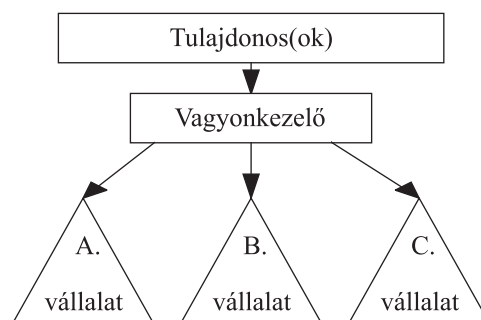 Tulajdonos(ok)
Vagyonkezelő
A.
vállalat
B.
vállalat
C.
vállalat